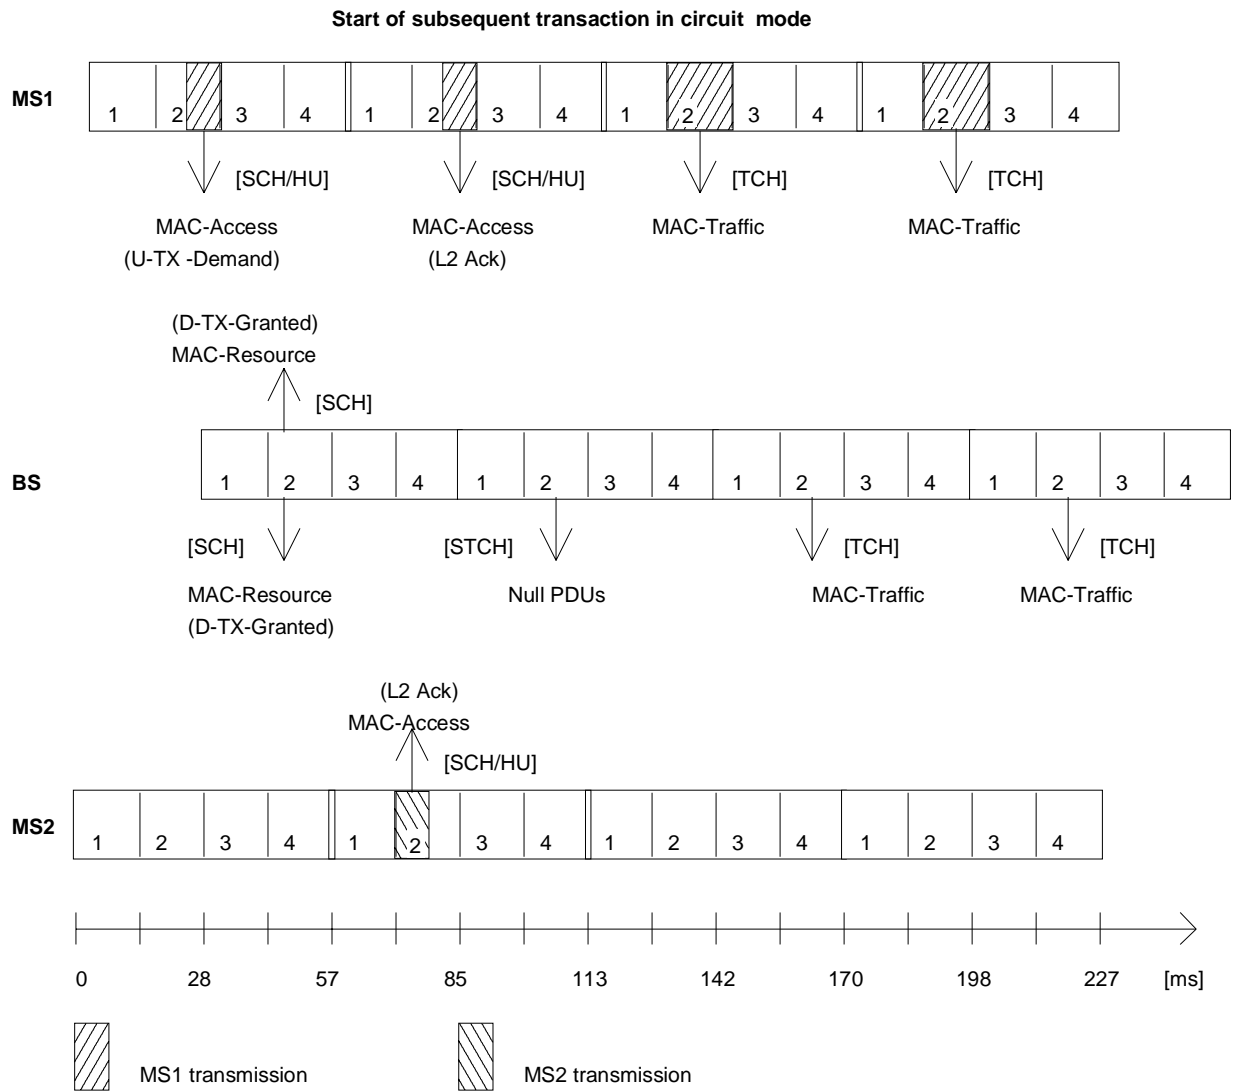 Start of subsequent transaction in circuit mode
MS1
1 2 3 4 1 2 3 4 1 2 3 4 1 2 3 4
[SCH/HU] [SCH/HU] [TCH] [TCH]
MAC-Access MAC-Access MAC-Traffic MAC-Traffic
(U-TX -Demand) (L2 Ack)
(D-TX-Granted)
MAC-Resource
[SCH]
BS
1 2 3 4 1 2 3 4 1 2 3 4 1 2 3 4
[SCH] [STCH] [TCH] [TCH]
MAC-Resource Null PDUs MAC-Traffic MAC-Traffic
(D-TX-Granted)
(L2 Ack)
MAC-Access
[SCH/HU]
MS2
1 2 3 4 1 2 3 4 1 2 3 4 1 2 3 4
0 28 57 85 113 142 170 198 227 [ms]
MS1 transmission MS2 transmission